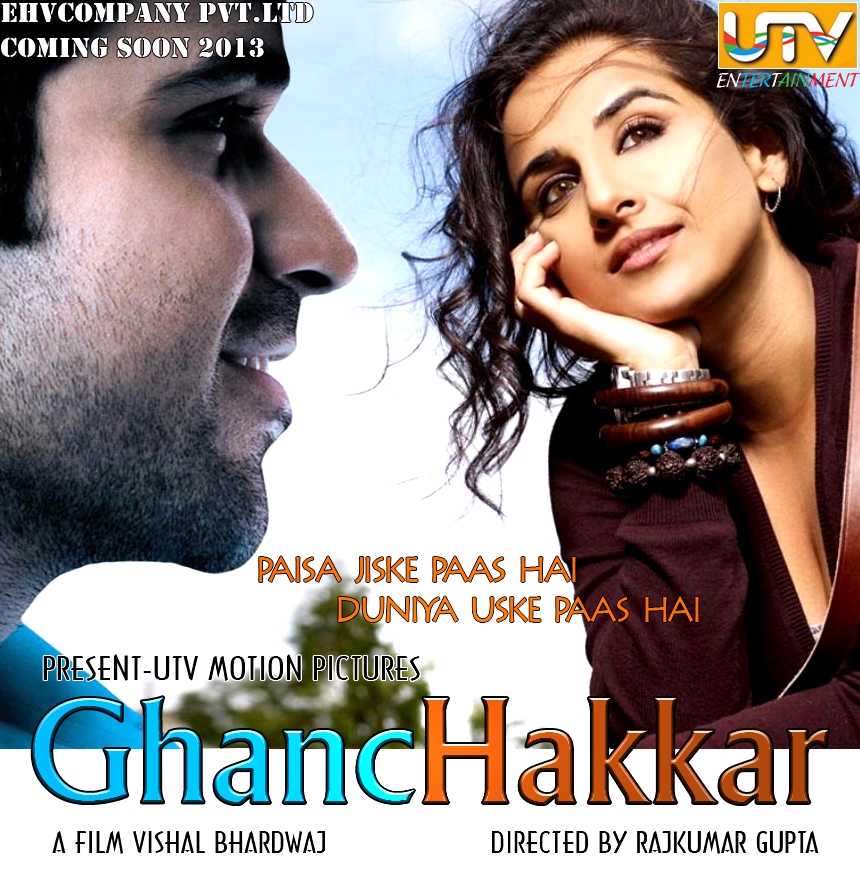 EHVCOMPANY PVT.LTD
COMING SOON 2013
UTV
ENTERTAINMENT
PAISA JISKE PAAS HAI
DUNIYA USKE PAAS HAI
PRESENT-UTV MOTION PICTURES
GhancHakkar
A FILM VISHAL BHARDWAJ
DIRECTED BY RAJKUMAR GUPTA